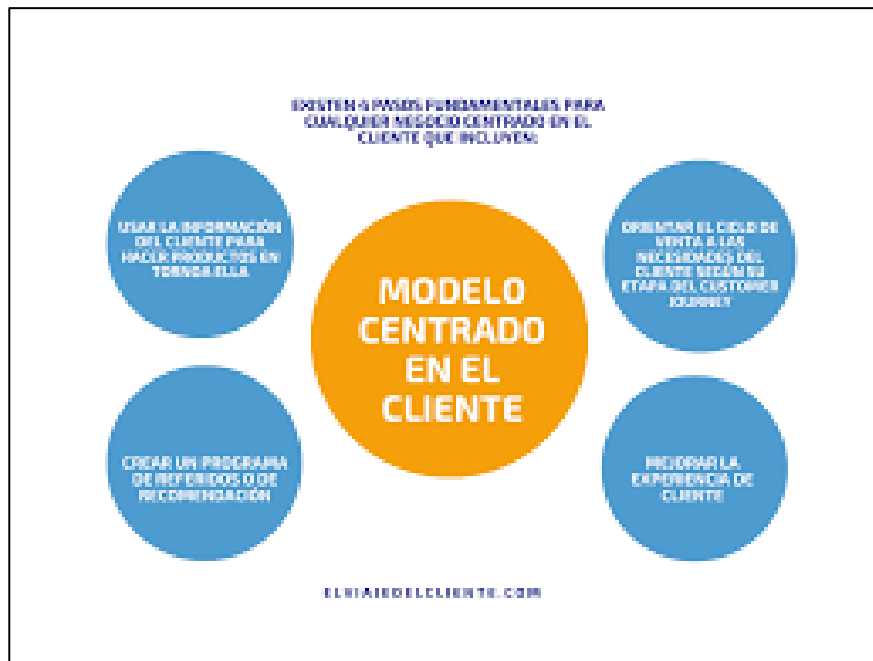 EXISTEN 4 PASOS FUNDAMENTALES PARA
CUALQUIER NEGOCIO CENTRADO EN EL
CLIENTE QUE INCLUYEN:
USAR LA INFORMACIÓN
DEL CLIENTE PARA
HACER PRODUCTOS EN
TORNO A ELLA
ORIENTAR EL CICLO DE
VENTA A LAS
NECESIDADES DEL
CLIENTE SEGÚN SU
ETAPA DEL CUSTOMER
JOURNEY
MODELO
CENTRADO
EN EL
CLIENTE
CREAR UN PROGRAMA
DE REFERIDOS O DE
RECOMENDACIÓN
MEJORAR LA
EXPERIENCIA DE
CLIENTE
ELVIAJEDELCLIENTE.COM